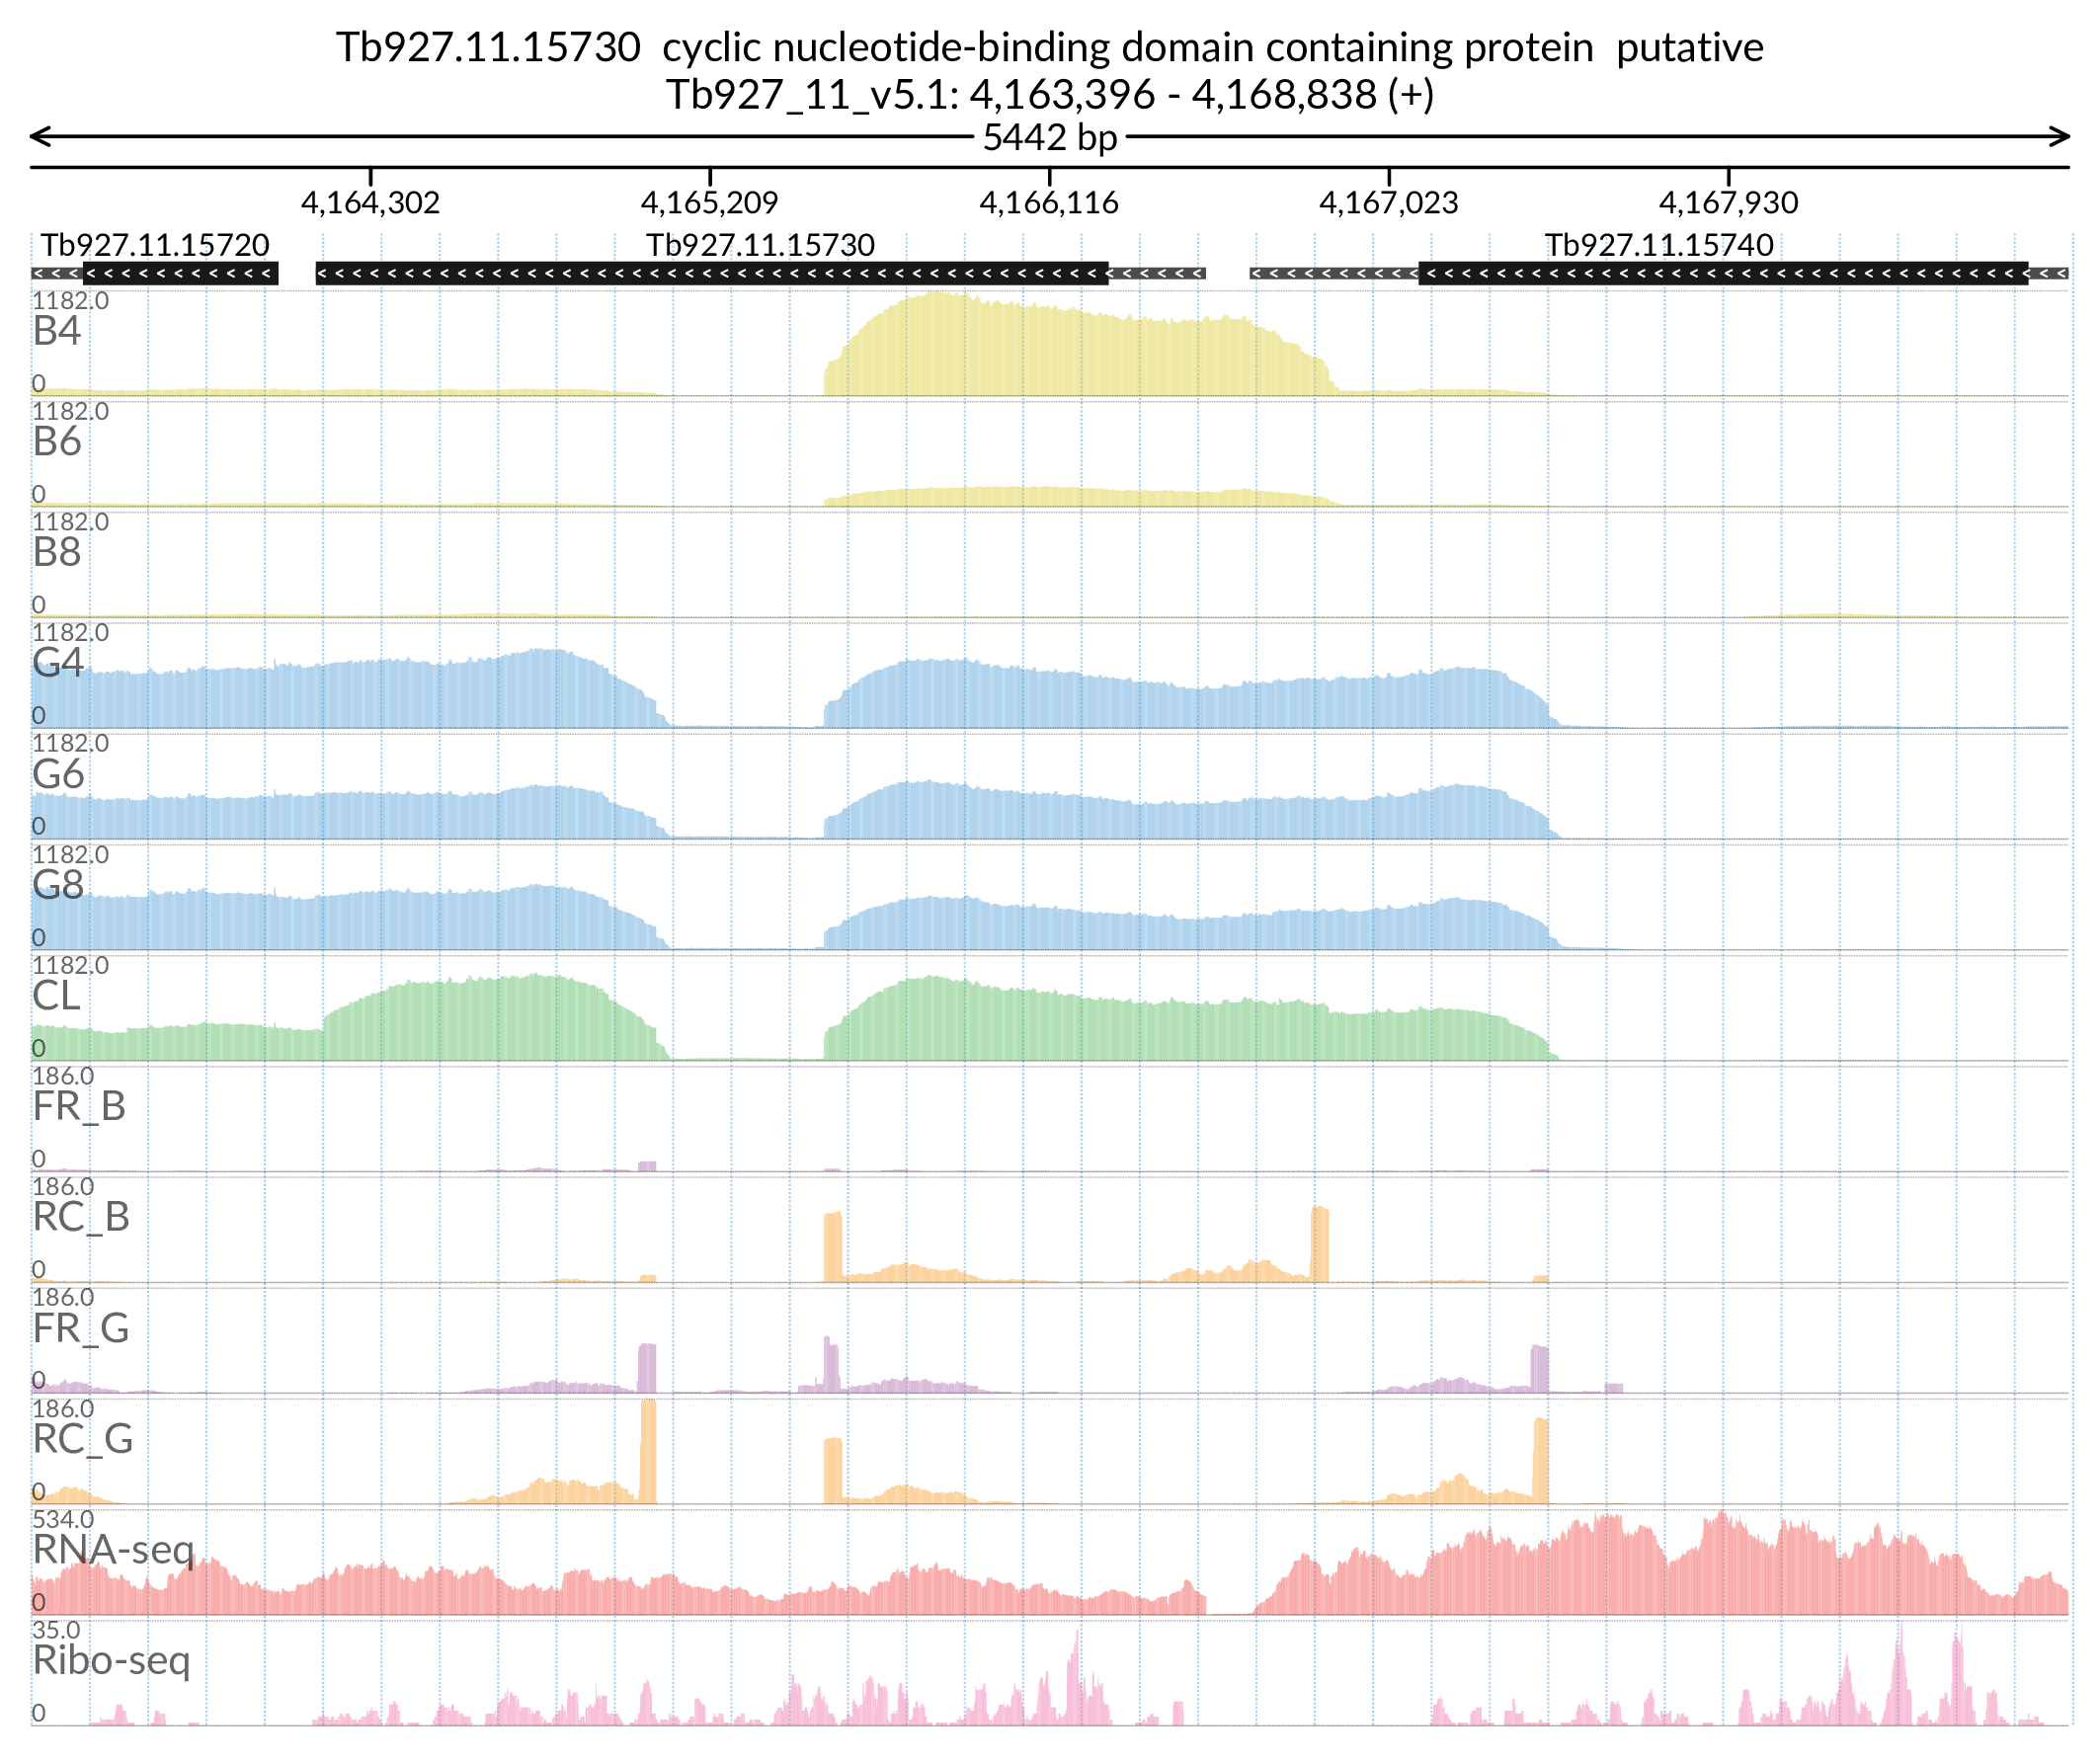 Tb927.11.15730  cyclic nucleotide-binding domain containing protein  putative
Tb927_11_v5.1: 4,163,396 - 4,168,838 (+)
5442 bp
4,164,302 4,165,209 4,166,116 4,167,023 4,167,930
Tb927.11.15720 Tb927.11.15730 Tb927.11.15740
1182.0
B4
0
1182.0
B6
0
1182.0
B8
0
1182.0
G4
0
1182.0
G6
0
1182.0
G8
0
1182.0
CL
0
186.0
FR_B
0
186.0
RC_B
0
186.0
FR_G
0
186.0
RC_G
0
534.0
RNA-seq
0
35.0
Ribo-seq
0